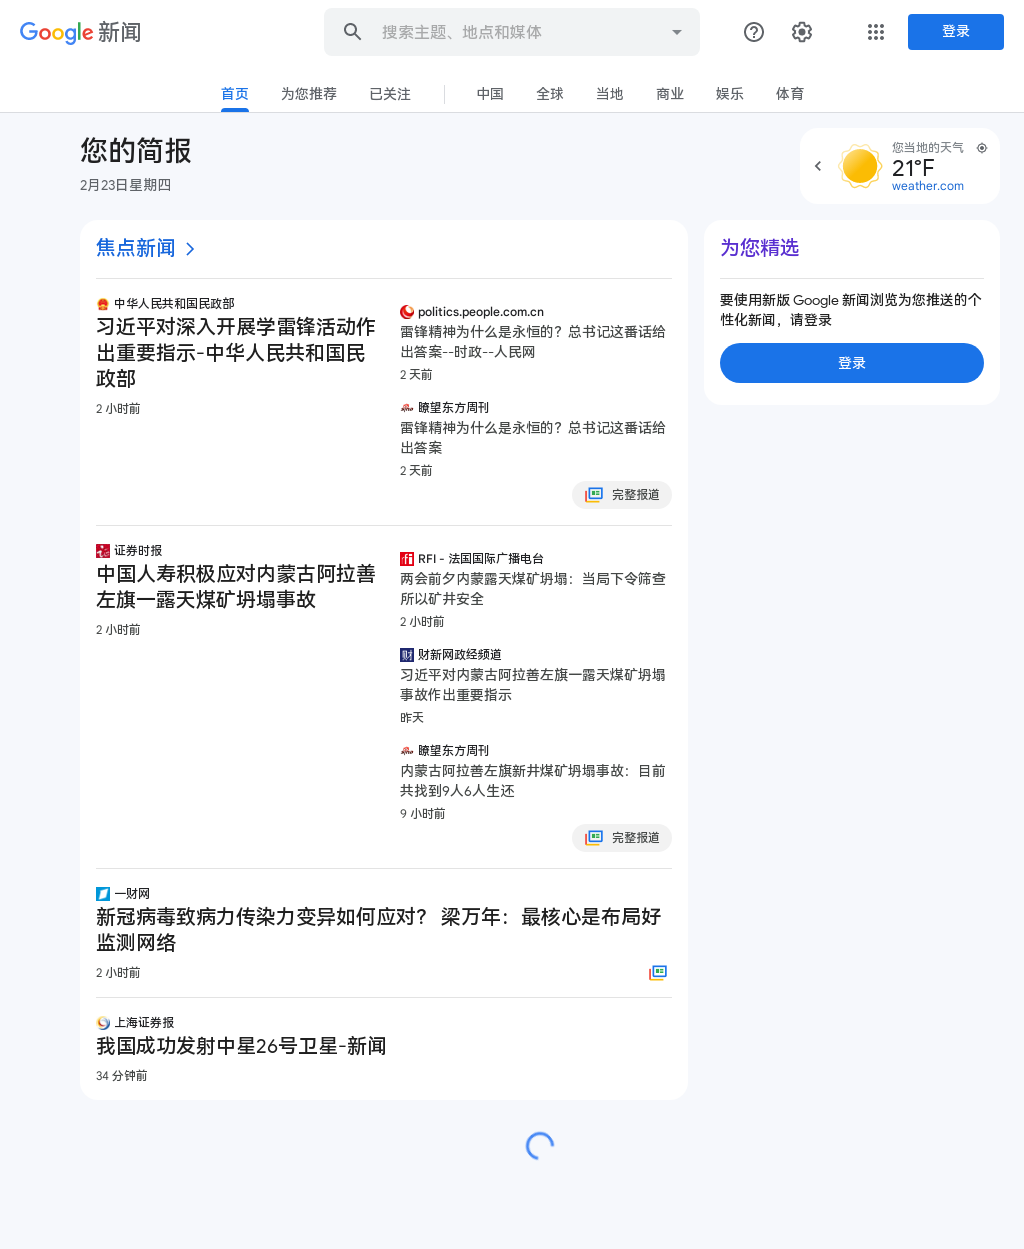 Google 新闻
搜索主题、地点和媒体
登录
首页
为您推荐
已关注
中国
全球
当地
商业
娱乐
体育
您的简报
2月23日星期四
您当地的天气
21°F
weather.com
焦点新闻
中华人民共和国民政部
习近平对深入开展学雷锋活动作
出重要指示-中华人民共和国民
政部
2 小时前
politics.people.com.cn
雷锋精神为什么是永恒的？总书记这番话给
出答案--时政--人民网
2 天前
瞭望东方周刊
雷锋精神为什么是永恒的？总书记这番话给
出答案
2 天前
完整报道
证券时报
中国人寿积极应对内蒙古阿拉善
左旗一露天煤矿坍塌事故
2 小时前
RFI - 法国国际广播电台
两会前夕内蒙露天煤矿坍塌：当局下令筛查
所以矿井安全
2 小时前
财新网政经频道
习近平对内蒙古阿拉善左旗一露天煤矿坍塌
事故作出重要指示
昨天
瞭望东方周刊
内蒙古阿拉善左旗新井煤矿坍塌事故：目前
共找到9人6人生还
9 小时前
完整报道
一财网
新冠病毒致病力传染力变异如何应对？ 梁万年：最核心是布局好
监测网络
2 小时前
上海证券报
我国成功发射中星26号卫星-新闻
34 分钟前
为您精选
要使用新版 Google 新闻浏览为您推送的个
性化新闻，请登录
登录